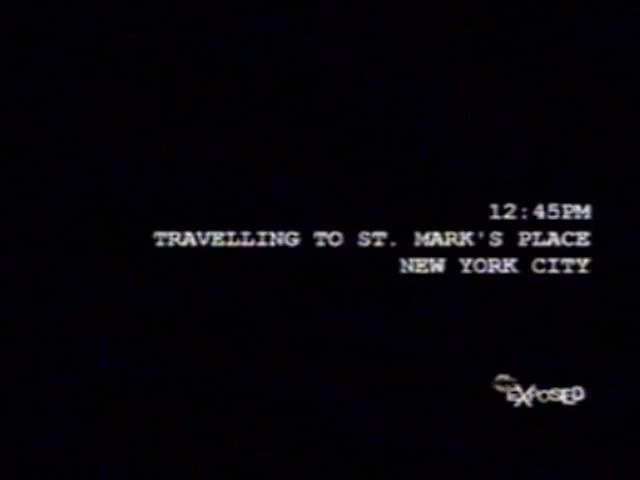 12:45PM
TRAVELLING TO ST. MARK'S PLACE
NEW YORK CITY
EXPOSED